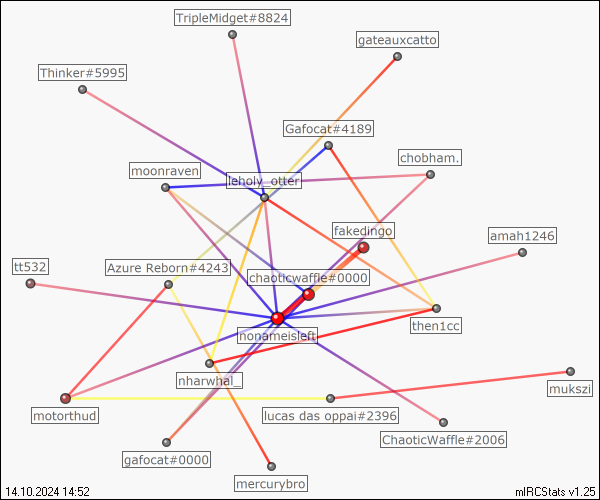 TripleMidget#8824
gateauxcatto
Thinker#5995
Gafocat#4189
chobham.
moonraven
leholy_otter
fakedingo
amah1246
tt532
Azure Reborn#4243
chaoticwaffle#0000
then1cc
nonameisleft
nharwhal_
mukszi
motorthud
lucas das oppai#2396
ChaoticWaffle#2006
gafocat#0000
mercurybro
14.10.2024 14:52
mIRCStats v1.25